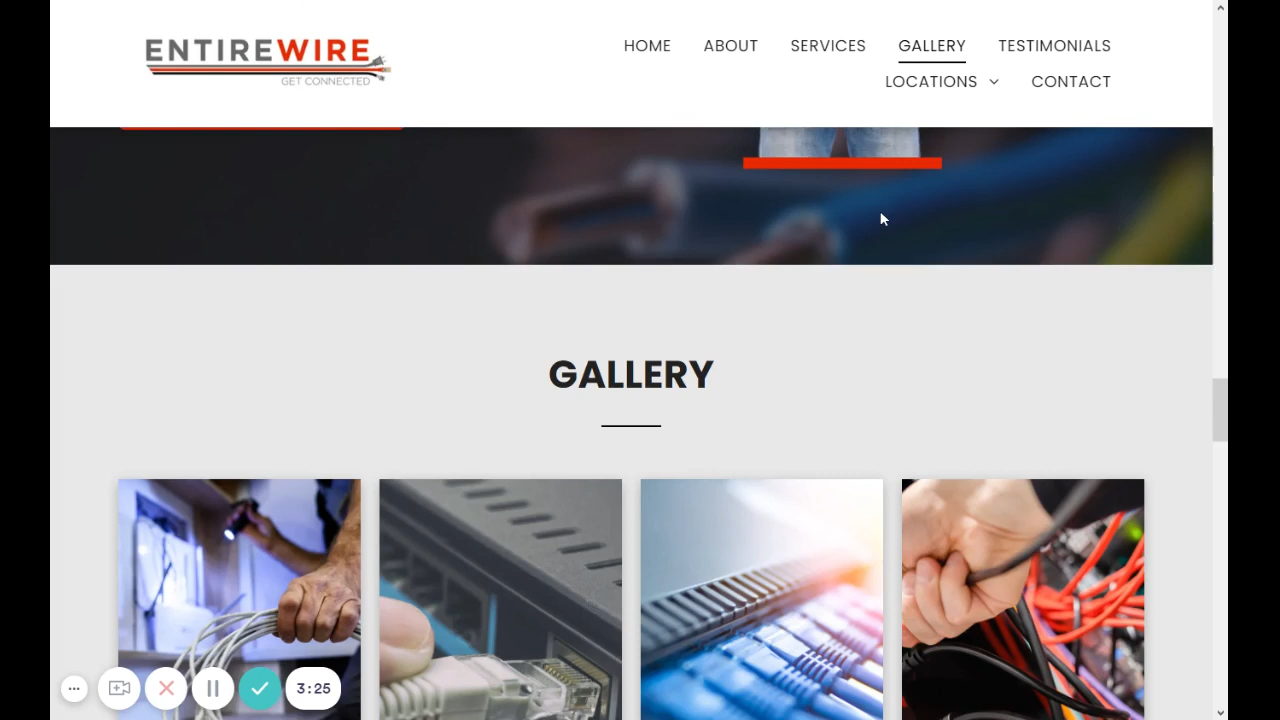 ENTIREWIRE
GET CONNECTED
HOME ABOUT SERVICES GALLERY TESTIMONIALS
LOCATIONS CONTACT
GALLERY
3:25